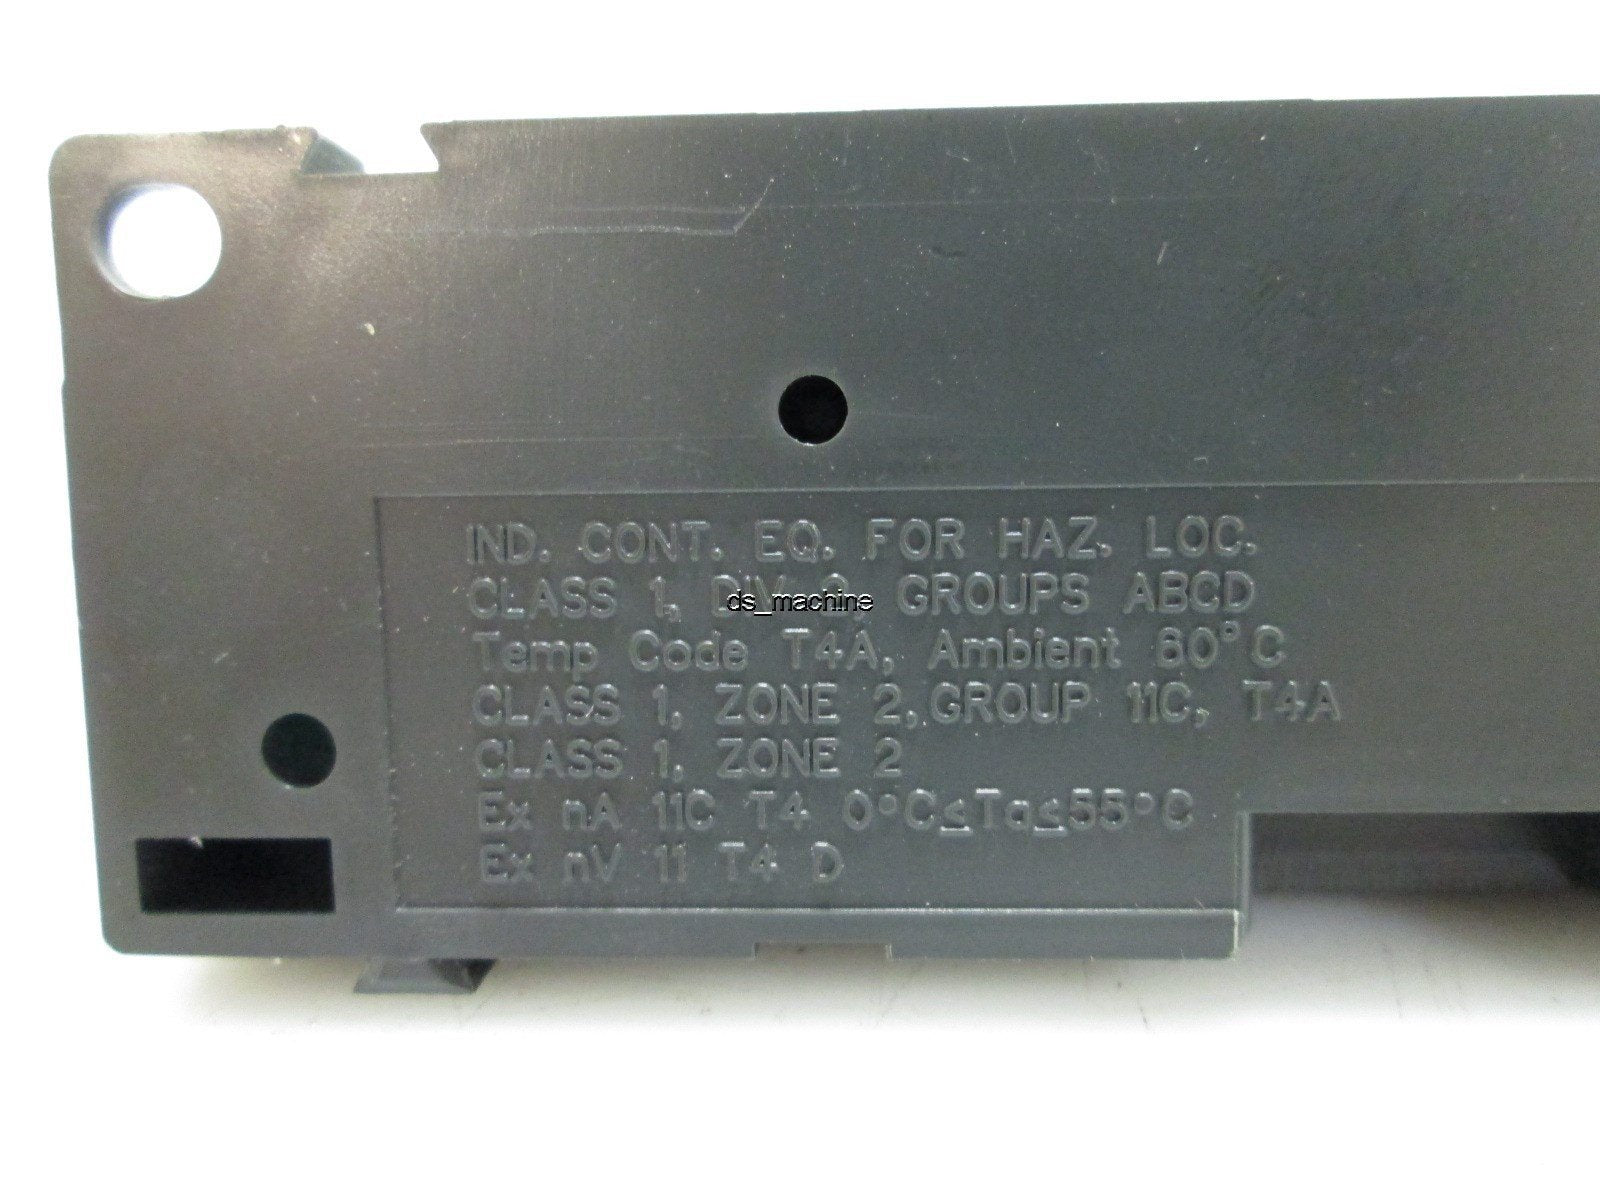 IND. CONT. EQ. FOR HAZ. LOC.
CLASS 1, DIV 2, GROUPS ABCD
ds_machine
Temp Code T4A, Ambient 60°C
CLASS 1, ZONE 2, GROUP 11C, T4A
CLASS 1, ZONE 2
Ex nA 11C T4 0°C≤Ta≤55°C
Ex nV 11 T4 D